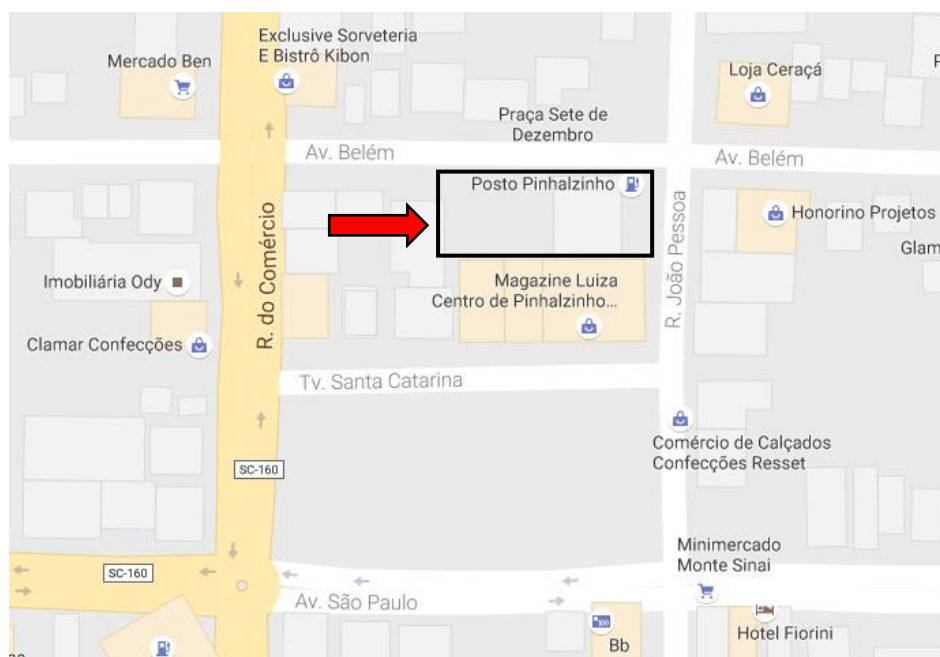 Exclusive Sorveteria
E Bistrô Kibon
Mercado Ben
Loja Ceraçá
Praça Sete de
Dezembro
Av. Belém
Av. Belém
Posto Pinhalzinho
R. do Comércio
R. João Pessoa
Honorino Projetos
Glam
Imobiliária Ody
Magazine Luiza
Centro de Pinhalzinho...
Clamar Confecções
Tv. Santa Catarina
Comércio de Calçados
Confecções Resset
SC-160
Minimercado
Monte Sinai
SC-160
Av. São Paulo
Bb
Hotel Fiorini